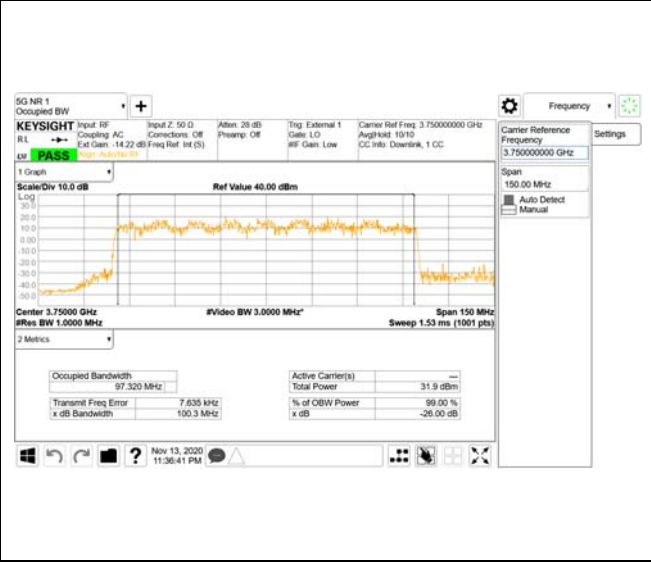 5G NR 1
Occupied BW
Frequency
KEYSIGHT
R L
PASS
Input: RF
Coupling: AC
Ext Gain: -14.22 dB
Align: Auto/No RF
Input Z: 50 Ω
Corrections: Off
Freq Ref: Int (S)
Atten: 28 dB
Preamp: Off
Trig: External 1
Gate: LO
#IF Gain: Low
Carrier Ref Freq: 3.750000000 GHz
Avg|Hold: 10/10
CC Info: Downlink, 1 CC
Carrier Reference
Frequency
3.750000000 GHz
Settings
Span
150.00 MHz
Auto Detect
Manual
1 Graph
Scale/Div 10.0 dB
Ref Value 40.00 dBm
Log
30.0
20.0
10.0
0.00
-10.0
-20.0
-30.0
-40.0
-50.0
Center 3.75000 GHz
#Res BW 1.0000 MHz
#Video BW 3.0000 MHz*
Span 150 MHz
Sweep 1.53 ms (1001 pts)
2 Metrics
Occupied Bandwidth
97.320 MHz
Transmit Freq Error 7.635 kHz
x dB Bandwidth 100.3 MHz
Active Carrier(s) —
Total Power 31.9 dBm
% of OBW Power 99.00 %
x dB -26.00 dB
Nov 13, 2020
11:36:41 PM